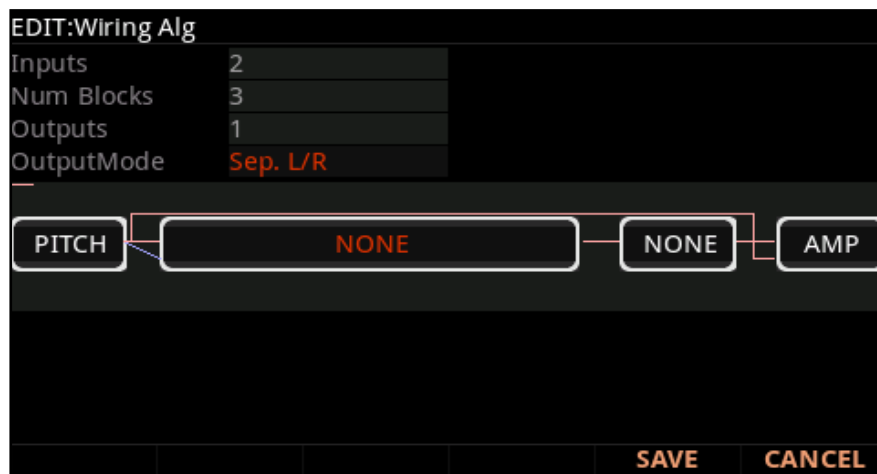 EDIT:Wiring Alg
Inputs 2
Num Blocks 3
Outputs 1
OutputMode Sep. L/R
PITCH NONE NONE AMP
SAVE CANCEL